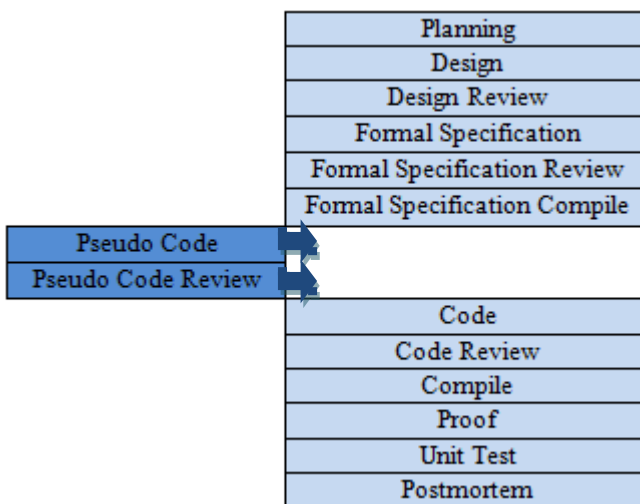 Planning
Design
Design Review
Formal Specification
Formal Specification Review
Formal Specification Compile
Pseudo Code
Pseudo Code Review
Code
Code Review
Compile
Proof
Unit Test
Postmortem